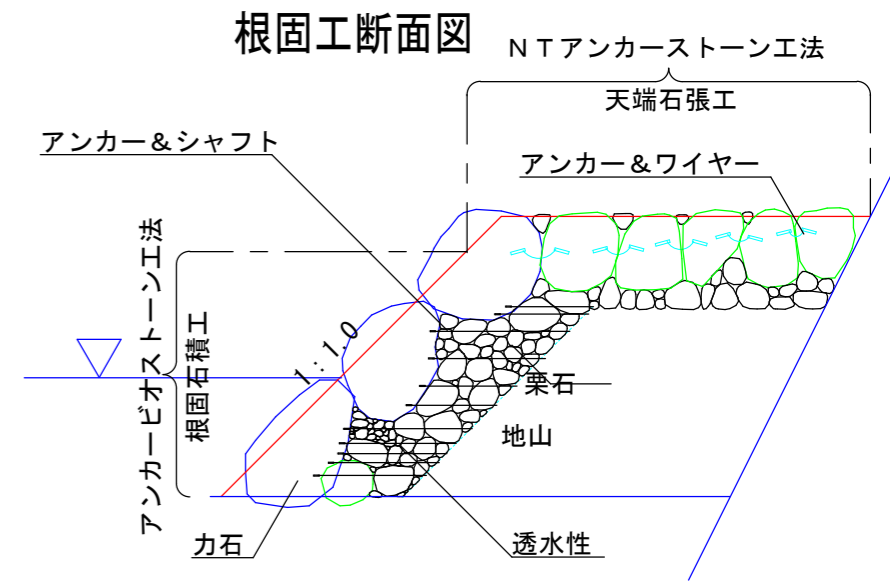 根固工断面図
ＮＴアンカーストーン工法
天端石張工
アンカー＆シャフト
アンカー＆ワイヤー
アンカービオストーン工法
根固石積工
1:1.0
栗石
地山
力石
透水性